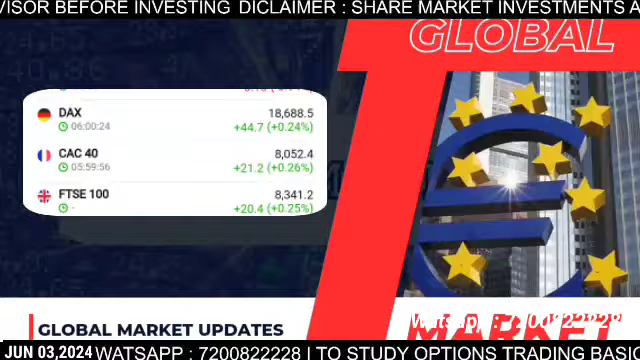 VISOR BEFORE INVESTING DICLAIMER : SHARE MARKET INVESTMENTS A
GLOBAL
DAX 18,688.5
06:00:24 +44.7 (+0.24%)
CAC 40 8,052.4
05:59:56 +21.2 (+0.26%)
FTSE 100 8,341.2
- +20.4 (+0.25%)
GLOBAL MARKET UPDATES
MARKET
JUN 03,2024 WATSAPP : 7200822228 I TO STUDY OPTIONS TRADING BASI